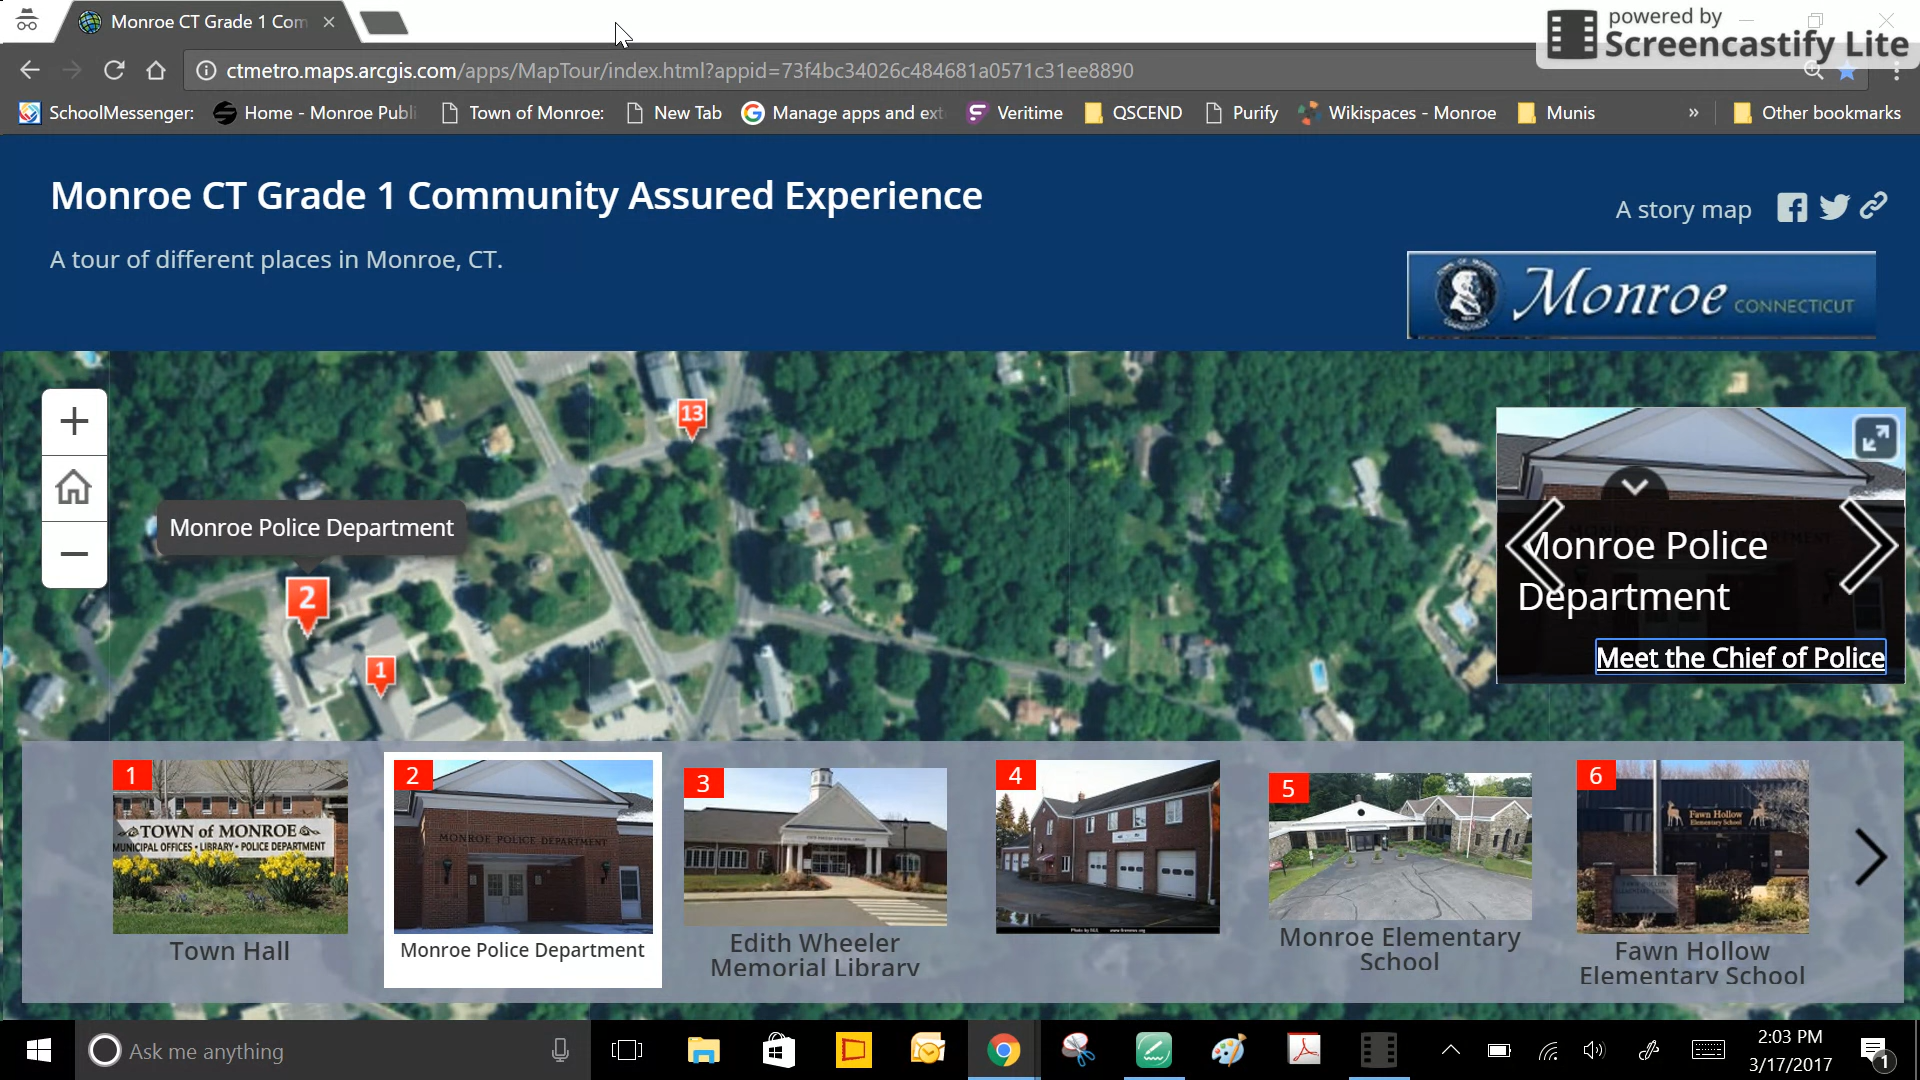 Monroe CT Grade 1 Com
powered by
Screencastify Lite
ctmetro.maps.arcgis.com/apps/MapTour/index.html?appid=73f4bc34026c484681a0571c31ee8890
SchoolMessenger:
Home - Monroe Publi
Town of Monroe:
New Tab
Manage apps and ext
Veritime
QSCEND
Purify
Wikispaces - Monroe
Munis
»
Other bookmarks
Monroe CT Grade 1 Community Assured Experience
A story map
A tour of different places in Monroe, CT.
Monroe CONNECTICUT
13
Monroe Police Department
2
1
Monroe Police
Department
Meet the Chief of Police
1
TOWN of MONROE
MUNICIPAL OFFICES • LIBRARY • POLICE DEPARTMENT
Town Hall
2
MONROE POLICE DEPARTMENT
Monroe Police Department
3
Edith Wheeler
Memorial Library
4
5
Monroe Elementary
School
6
Fawn Hollow
Elementary School
Fawn Hollow
Elementary School
Ask me anything
2:03 PM
3/17/2017
1